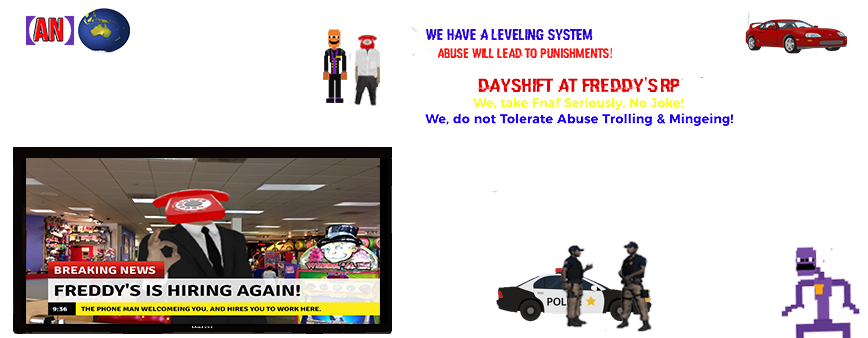 (AN)
WE HAVE A LEVELING SYSTEM
ABUSE WILL LEAD TO PUNISHMENTS!
DAYSHIFT AT FREDDY'S RP
We, take Fnaf Seriously, No Joke!
We, do not Tolerate Abuse Trolling & Mingeing!
BREAKING NEWS
FREDDY'S IS HIRING AGAIN!
9:36 THE PHONE MAN WELCOMEING YOU, AND HIRES YOU TO WORK HERE.
POLI